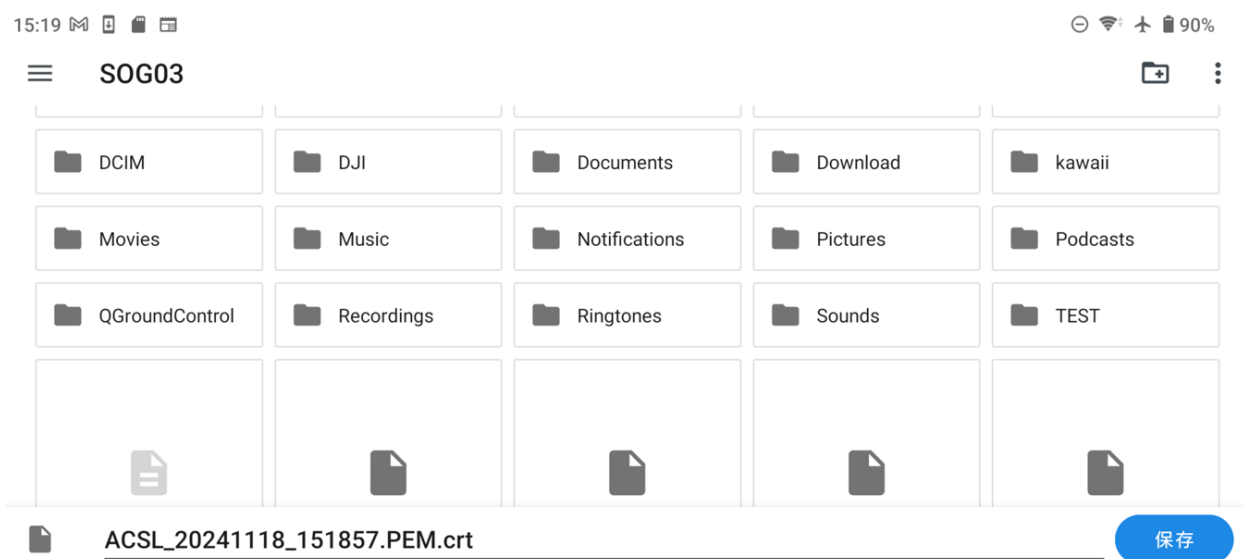 15:19 90%
SOG03
DCIM DJI Documents Download kawaii
Movies Music Notifications Pictures Podcasts
QGroundControl Recordings Ringtones Sounds TEST
ACSL_20241118_151857.PEM.crt 保存